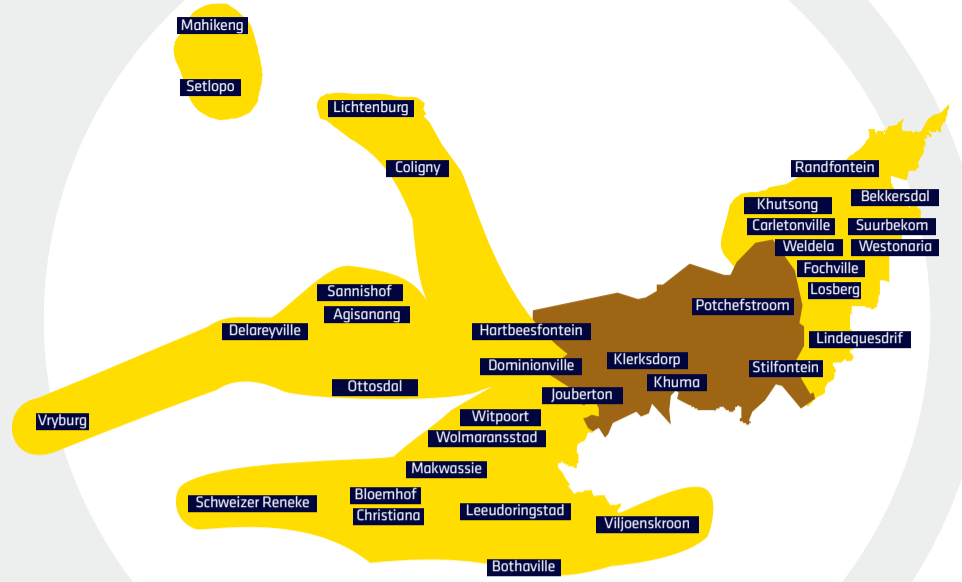 Mahikeng
Setlopo
Lichtenburg
Coligny
Randfontein
Bekkersdal
Khutsong
Carletonville
Suurbekom
Weldela
Westonaria
Fochville
Losberg
Sannishof
Agisanang
Potchefstroom
Delareyville
Hartbeesfontein
Lindequesdrif
Dominionville
Klerksdorp
Stilfontein
Khuma
Ottosdal
Jouberton
Vryburg
Witpoort
Wolmaransstad
Makwassie
Schweizer Reneke
Bloemhof
Christiana
Leeudoringstad
Viljoenskroon
Bothaville